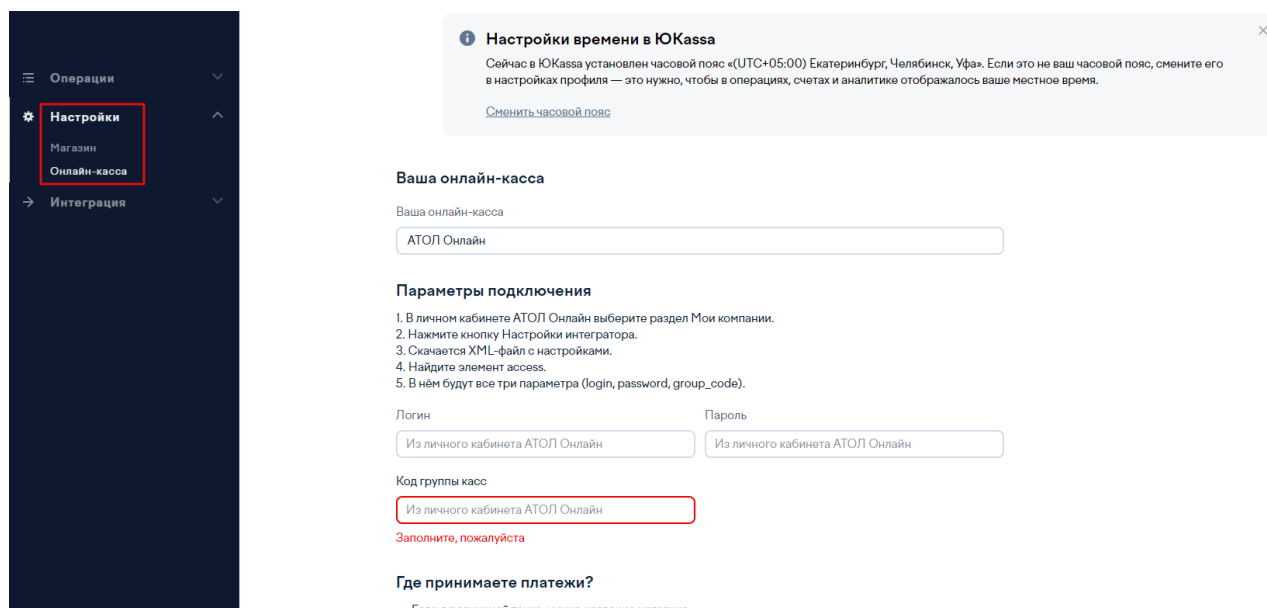 Настройки времени в ЮKassa
Сейчас в ЮKassa установлен часовой пояс «(UTC+05:00) Екатеринбург, Челябинск, Уфа». Если это не ваш часовой пояс, смените его
в настройках профиля — это нужно, чтобы в операциях, счетах и аналитике отображалось ваше местное время.
Сменить часовой пояс
Операции
Настройки
Магазин
Онлайн-касса
Интеграция
Ваша онлайн-касса
Ваша онлайн-касса
АТОЛ Онлайн
Параметры подключения
1. В личном кабинете АТОЛ Онлайн выберите раздел Мои компании.
2. Нажмите кнопку Настройки интегратора.
3. Скачается XML-файл с настройками.
4. Найдите элемент access.
5. В нём будут все три параметра (login, password, group_code).
Логин
Пароль
Из личного кабинета АТОЛ Онлайн
Из личного кабинета АТОЛ Онлайн
Код группы касс
Из личного кабинета АТОЛ Онлайн
Заполните, пожалуйста
Где принимаете платежи?